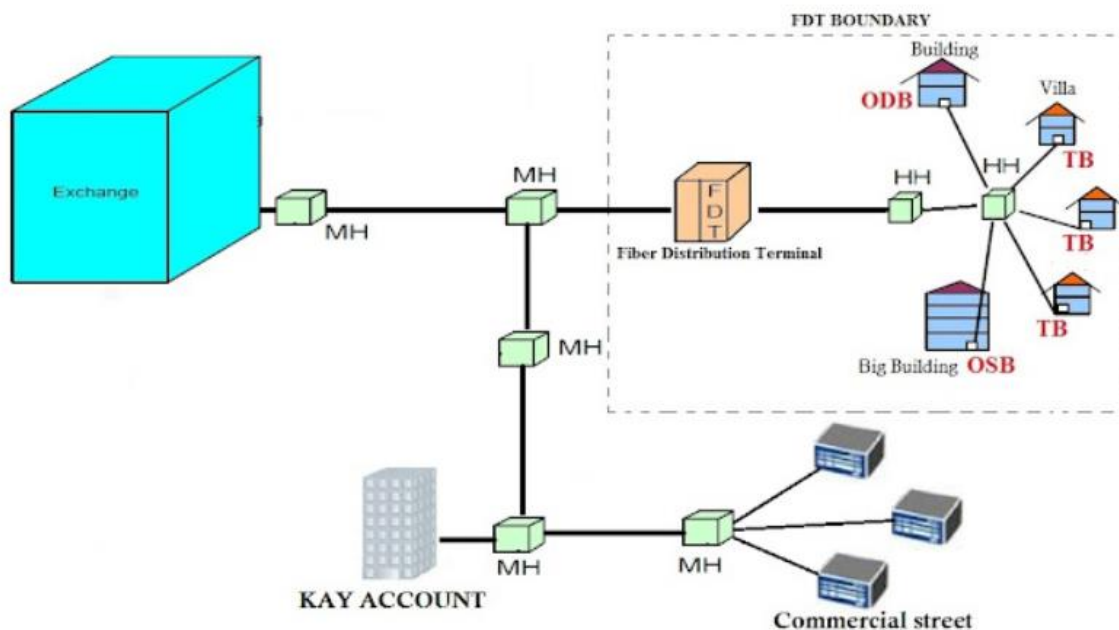 FDT BOUNDARY
Building
ODB
Villa
TB
Exchange
MH
MH
FDT
Fiber Distribution Terminal
HH
HH
TB
TB
MH
Big Building OSB
KAY ACCOUNT
MH
MH
Commercial street